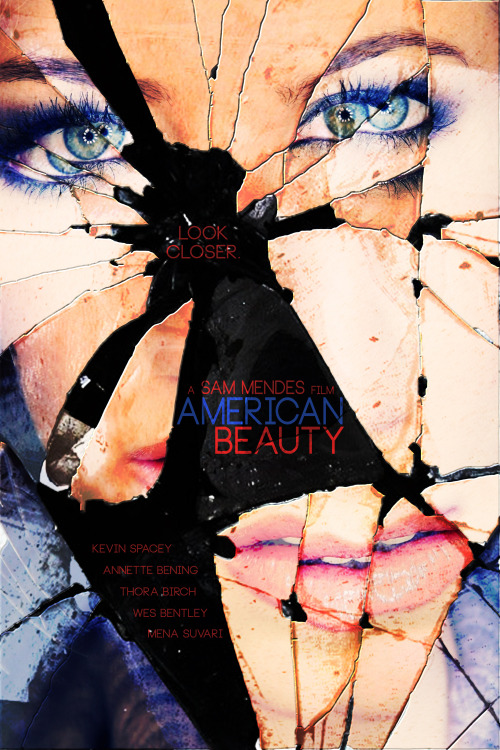 LOOK
CLOSER.
A SAM MENDES FILM
AMERICAN
BEAUTY
KEVIN SPACEY
ANNETTE BENING
THORA BIRCH
WES BENTLEY
MENA SUVARI